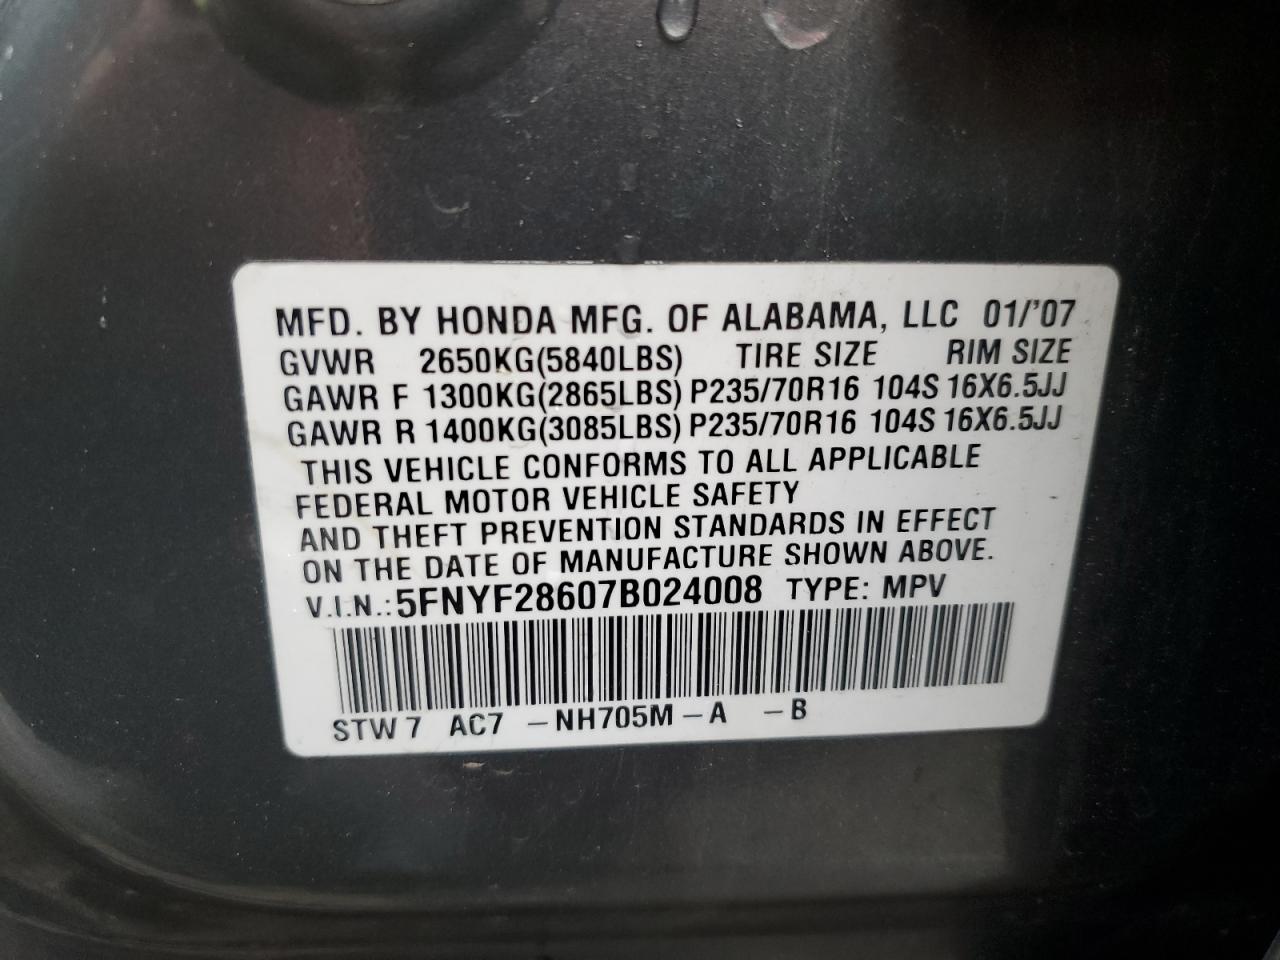 MFD. BY HONDA MFG. OF ALABAMA, LLC 01/'07
GVWR 2650KG(5840LBS) TIRE SIZE RIM SIZE
GAWR F 1300KG(2865LBS) P235/70R16 104S 16X6.5JJ
GAWR R 1400KG(3085LBS) P235/70R16 104S 16X6.5JJ
THIS VEHICLE CONFORMS TO ALL APPLICABLE
FEDERAL MOTOR VEHICLE SAFETY
AND THEFT PREVENTION STANDARDS IN EFFECT
ON THE DATE OF MANUFACTURE SHOWN ABOVE.
V.I.N.:5FNYF28607B024008 TYPE: MPV
STW7 AC7 -NH705M-A -B